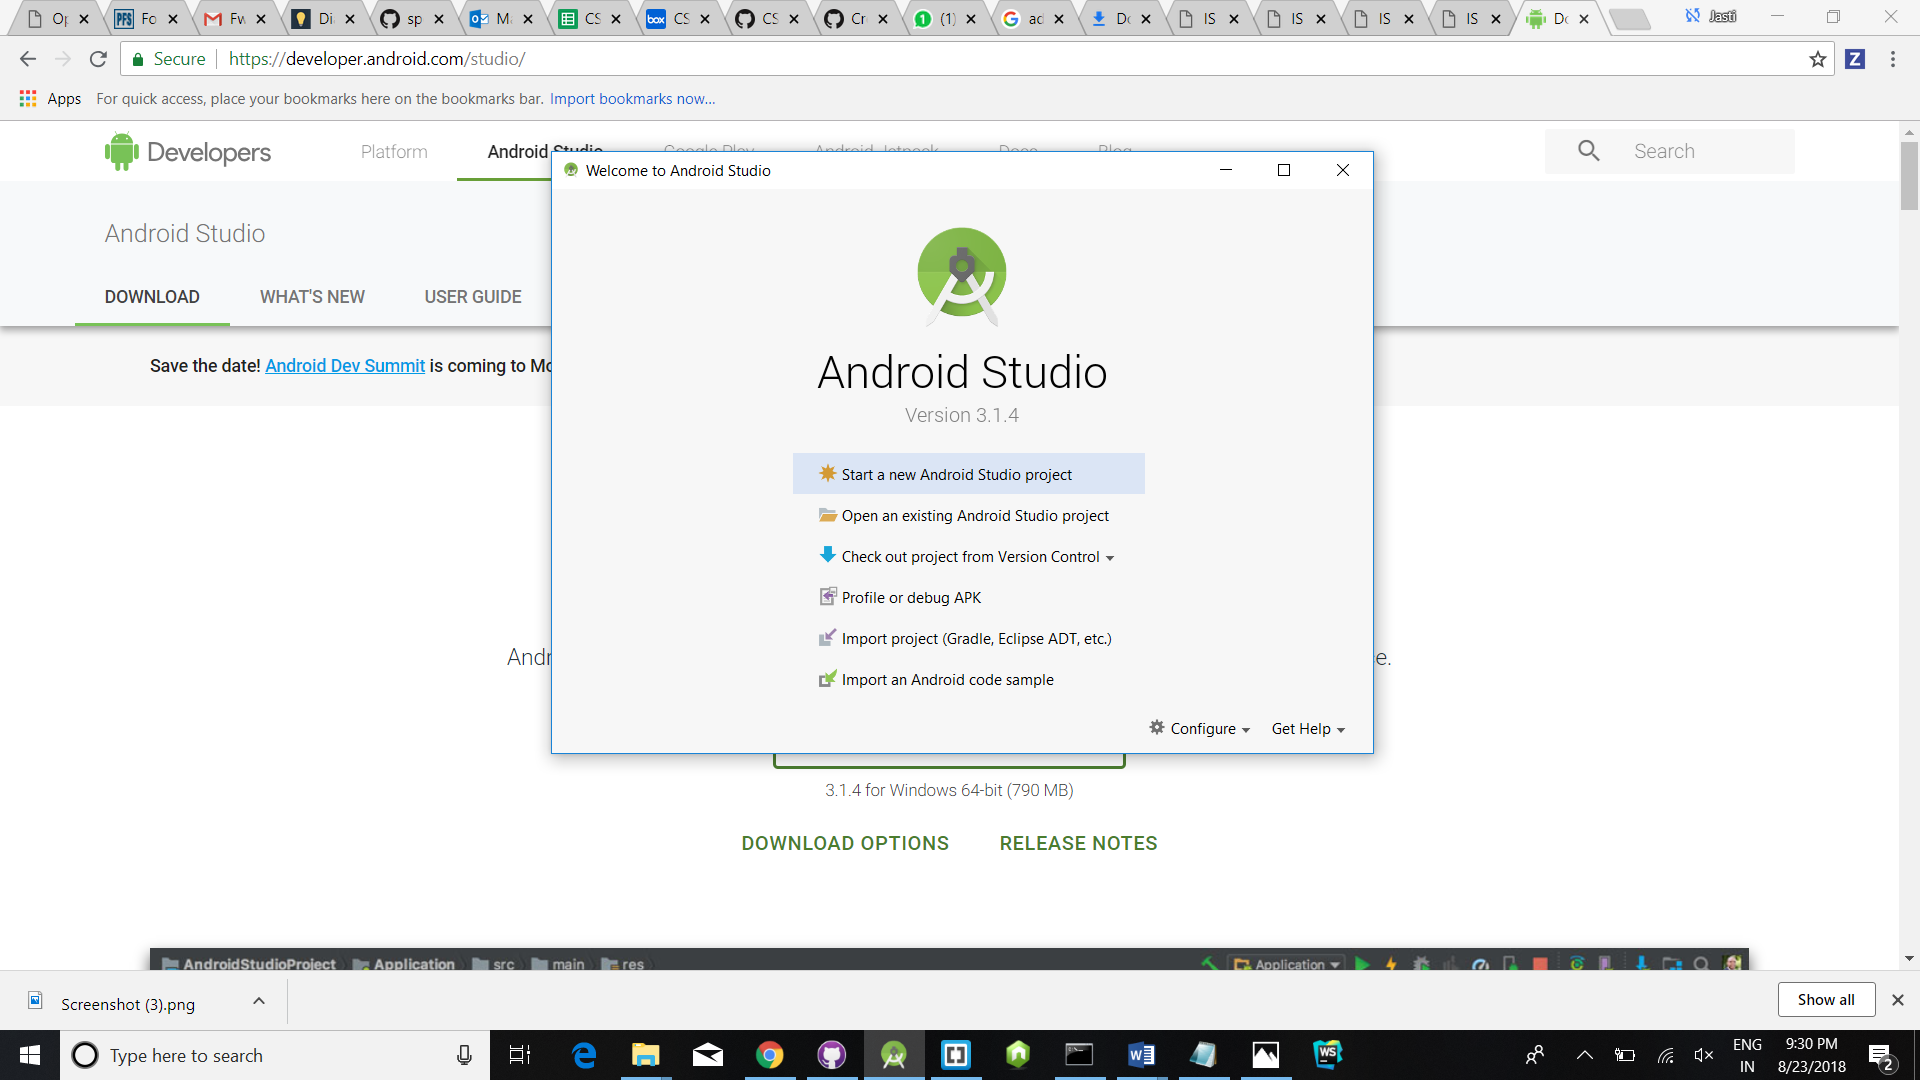 Op
Fo
Fw
Di
sp
Ma
CS
CS
CS
Cr
(1)
ad
Do
IS
IS
IS
IS
Do
Jasti
Secure https://developer.android.com/studio/
Apps For quick access, place your bookmarks here on the bookmarks bar. Import bookmarks now...
Developers Platform Android Studio Google Play Android Jetpack Docs Blog Search
Welcome to Android Studio
Android Studio
DOWNLOAD WHAT'S NEW USER GUIDE
Save the date! Android Dev Summit is coming to Mo
Android Studio
Version 3.1.4
Start a new Android Studio project
Open an existing Android Studio project
Check out project from Version Control
Profile or debug APK
Import project (Gradle, Eclipse ADT, etc.)
Import an Android code sample
Configure Get Help
Andr
e.
3.1.4 for Windows 64-bit (790 MB)
DOWNLOAD OPTIONS RELEASE NOTES
AndroidStudioProject Application src main res Application
Screenshot (3).png Show all
Type here to search
ENG
IN
9:30 PM
8/23/2018
2